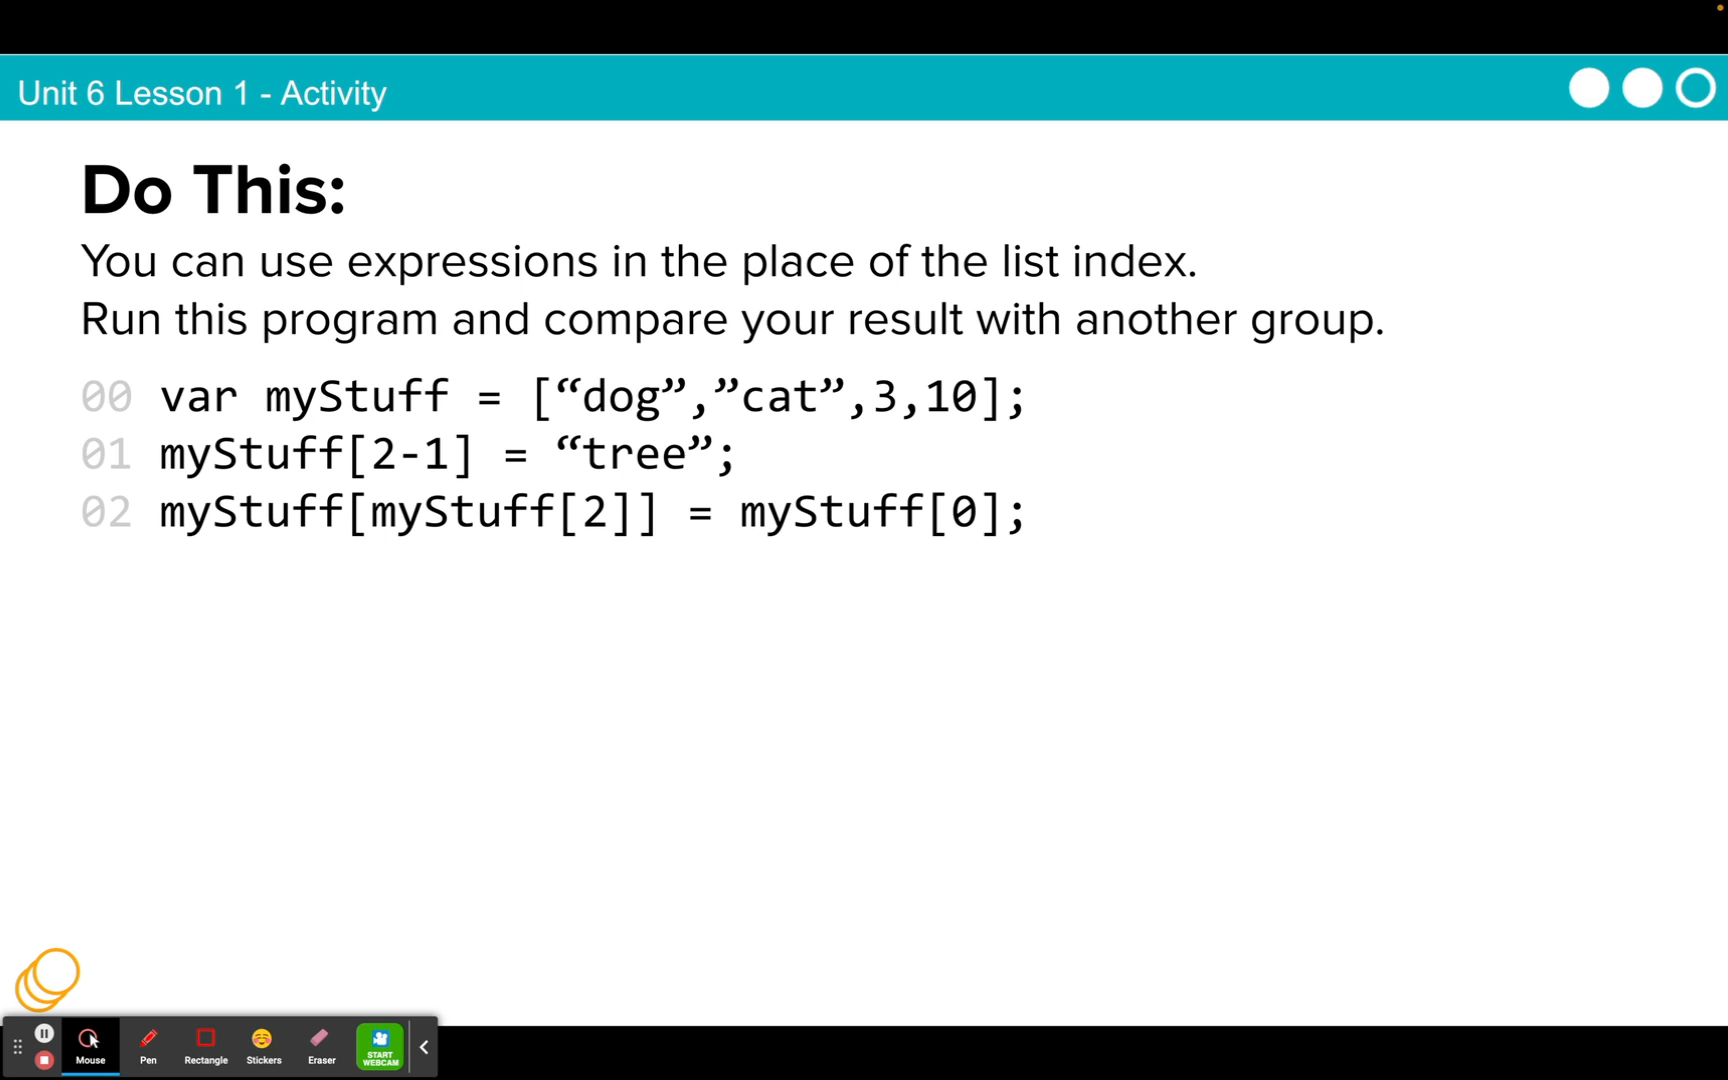 Unit 6 Lesson 1 - Activity
Do This:
You can use expressions in the place of the list index.
Run this program and compare your result with another group.
00 var myStuff = [“dog”,”cat”,3,10];
01 myStuff[2-1] = “tree”;
02 myStuff[myStuff[2]] = myStuff[0];
Mouse Pen Rectangle Stickers Eraser START
WEBCAM